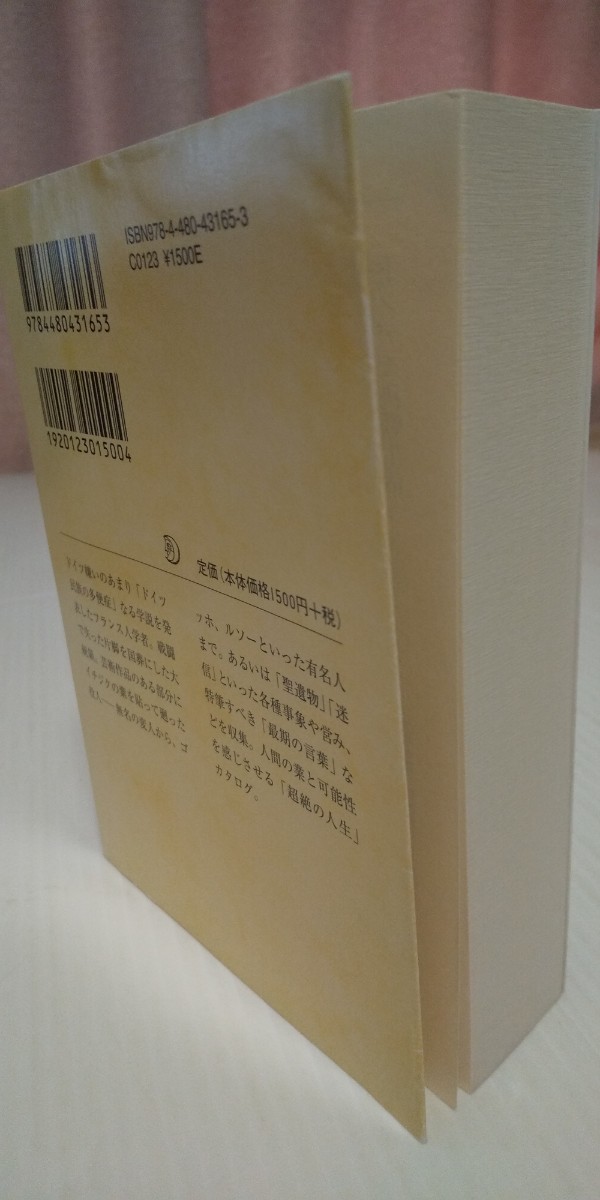 ISBN978-4-480-43165-3
C0123 ¥1500E
9784480431653
1920123015004
定価(本体価格1500円+税)
ドイツ嫌いのあまり「ドイツ
民族の多便症」なる学説を発
表したフランス人学者。戦闘
で失った片脚を国葬にした大
統領。芸術作品のある部分に
イチジクの葉を貼って廻った
役人――無名の変人から、ゴ
ッホ、ルソーといった有名人
まで。あるいは「聖遺物」「迷
信」といった各種事象や営み、
特筆すべき「最期の言葉」な
どを収集。人間の業と可能性
を感じさせる「超絶の人生」
カタログ。